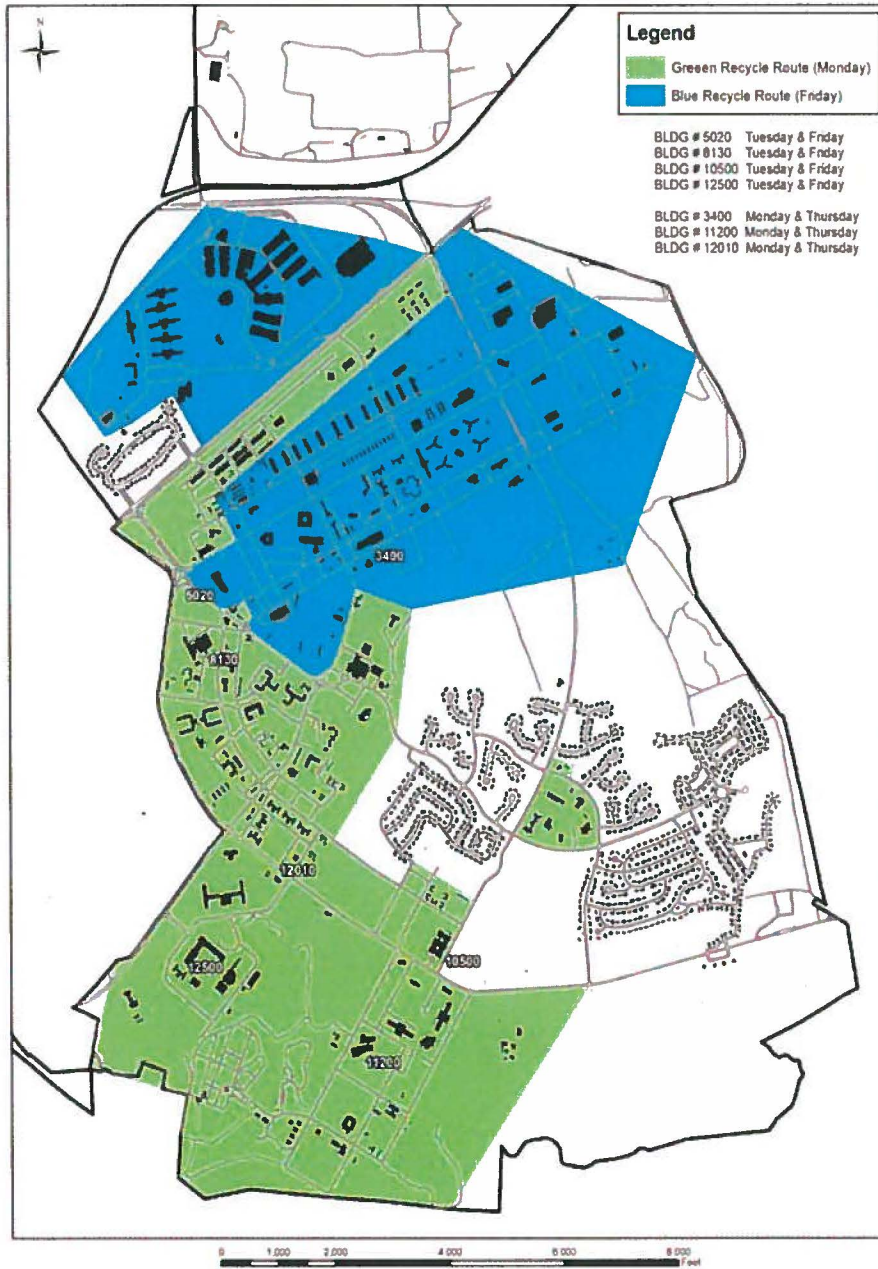 N
Legend
Greeen Recycle Route (Monday)
Blue Recycle Route (Friday)
BLDG # 5020 Tuesday & Friday
BLDG # 8130 Tuesday & Friday
BLDG # 10500 Tuesday & Friday
BLDG # 12500 Tuesday & Friday
BLDG # 3400 Monday & Thursday
BLDG # 11200 Monday & Thursday
BLDG # 12010 Monday & Thursday
3400
5020
8130
12010
10500
12500
11200
0 1,000 2,000 4,000 6,000 8,000
Feet